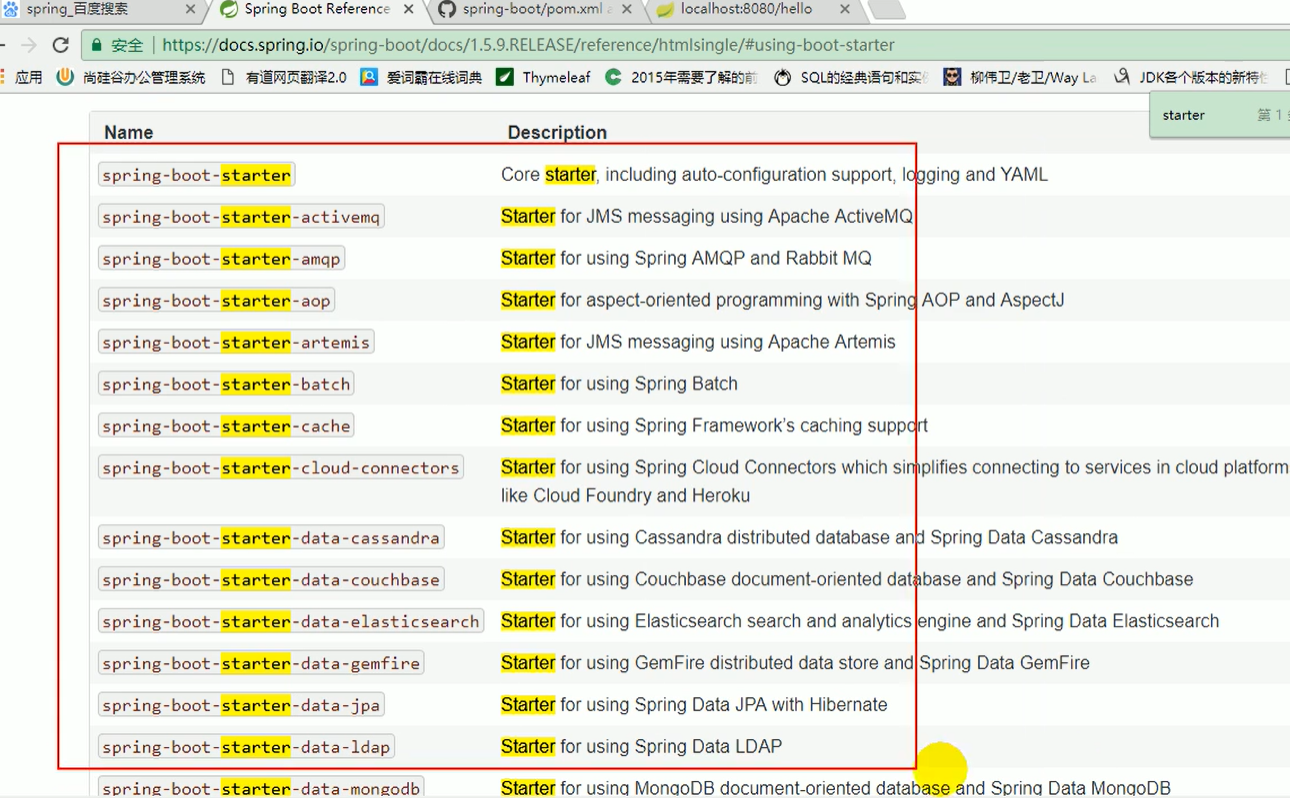 spring_百度搜索
Spring Boot Reference
spring-boot/pom.xml
localhost:8080/hello
安全 | https://docs.spring.io/spring-boot/docs/1.5.9.RELEASE/reference/htmlsingle/#using-boot-starter
应用 尚硅谷办公管理系统 有道网页翻译2.0 爱词霸在线词典 Thymeleaf 2015年需要了解的前 SQL的经典语句和实 柳伟卫/老卫/Way La JDK各个版本的新特
starter 第 1
Name Description
spring-boot-starter Core starter, including auto-configuration support, logging and YAML
spring-boot-starter-activemq Starter for JMS messaging using Apache ActiveMQ
spring-boot-starter-amqp Starter for using Spring AMQP and Rabbit MQ
spring-boot-starter-aop Starter for aspect-oriented programming with Spring AOP and AspectJ
spring-boot-starter-artemis Starter for JMS messaging using Apache Artemis
spring-boot-starter-batch Starter for using Spring Batch
spring-boot-starter-cache Starter for using Spring Framework's caching support
spring-boot-starter-cloud-connectors Starter for using Spring Cloud Connectors which simplifies connecting to services in cloud platform
like Cloud Foundry and Heroku
spring-boot-starter-data-cassandra Starter for using Cassandra distributed database and Spring Data Cassandra
spring-boot-starter-data-couchbase Starter for using Couchbase document-oriented database and Spring Data Couchbase
spring-boot-starter-data-elasticsearch Starter for using Elasticsearch search and analytics engine and Spring Data Elasticsearch
spring-boot-starter-data-gemfire Starter for using GemFire distributed data store and Spring Data GemFire
spring-boot-starter-data-jpa Starter for using Spring Data JPA with Hibernate
spring-boot-starter-data-ldap Starter for using Spring Data LDAP
spring-boot-starter-data-mongodb Starter for using MongoDB document-oriented database and Spring Data MongoDB